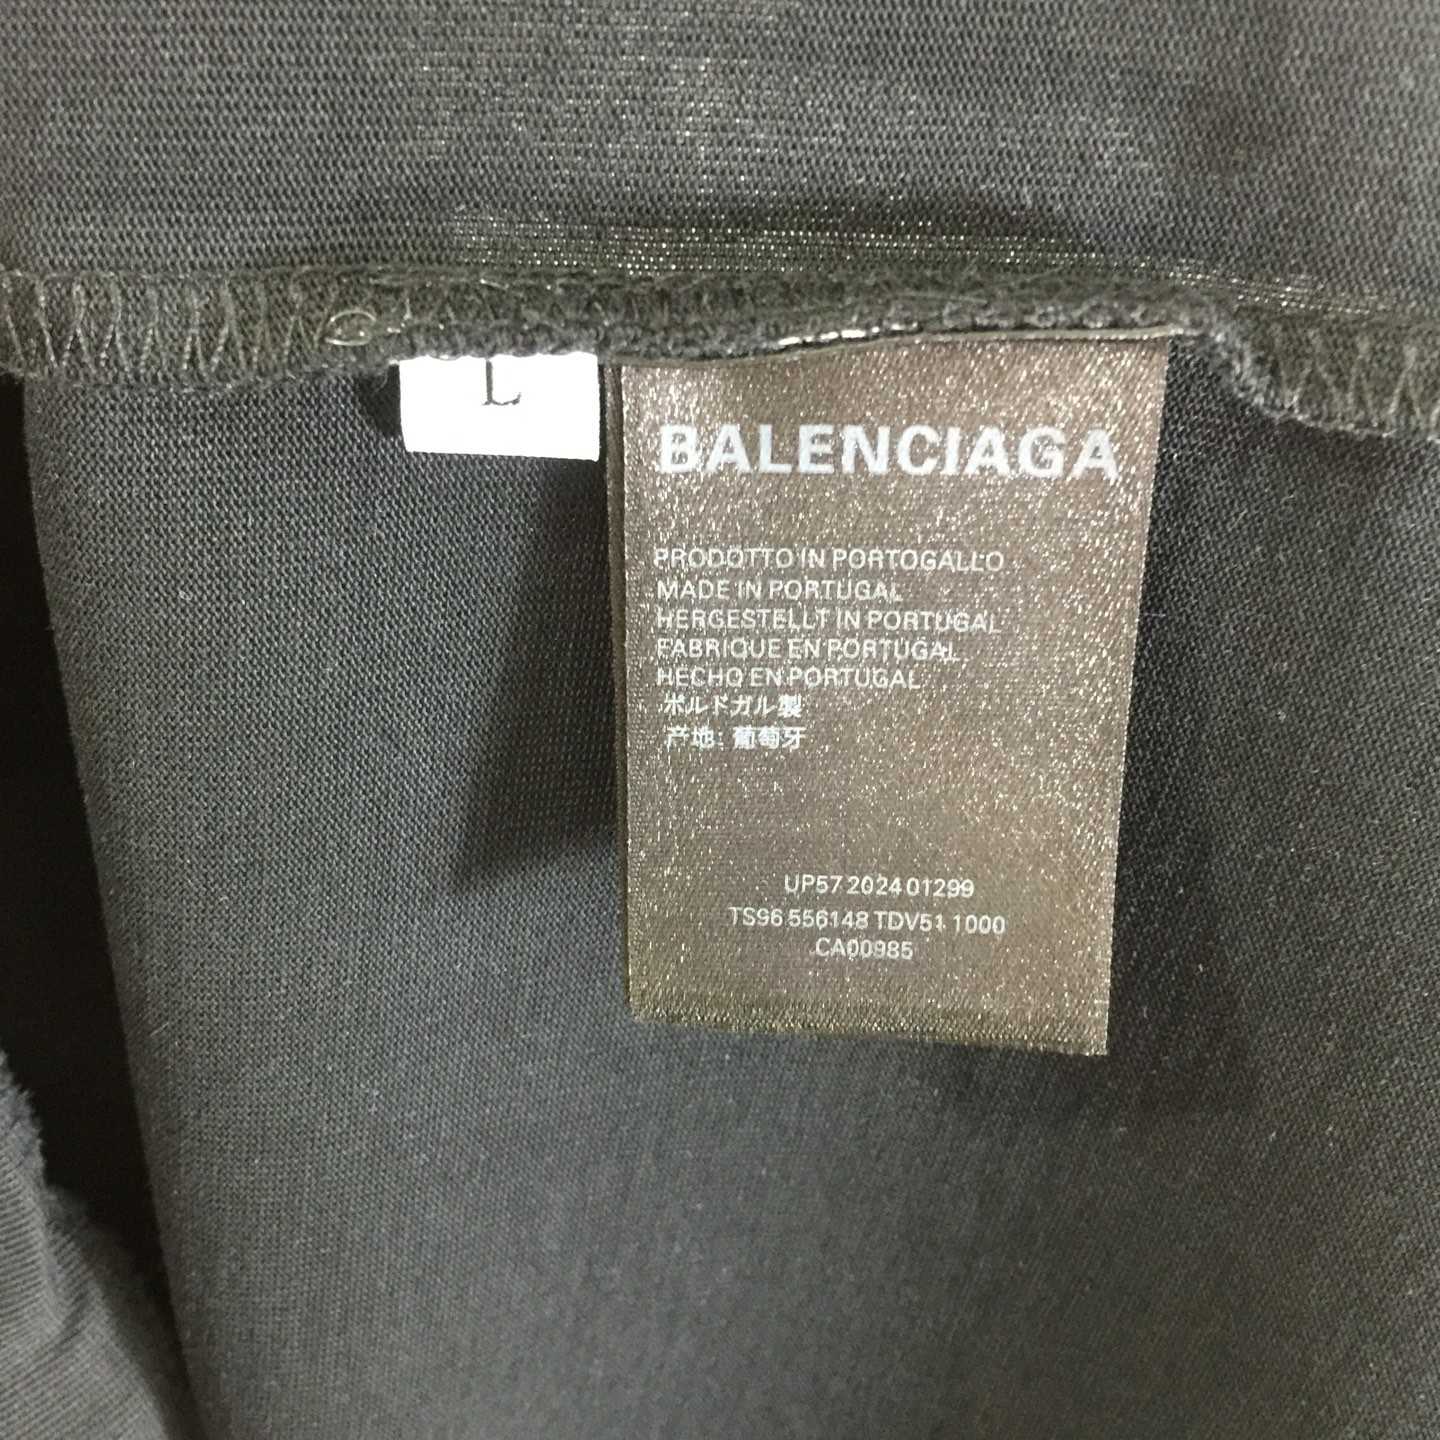 L
BALENCIAGA
PRODOTTO IN PORTOGALLO
MADE IN PORTUGAL
HERGESTELLT IN PORTUGAL
FABRIQUE EN PORTUGAL
HECHO EN PORTUGAL
ポルドガル製
产地: 葡萄牙
UP57 2024 01299
TS96 556148 TDV51 1000
CA00985